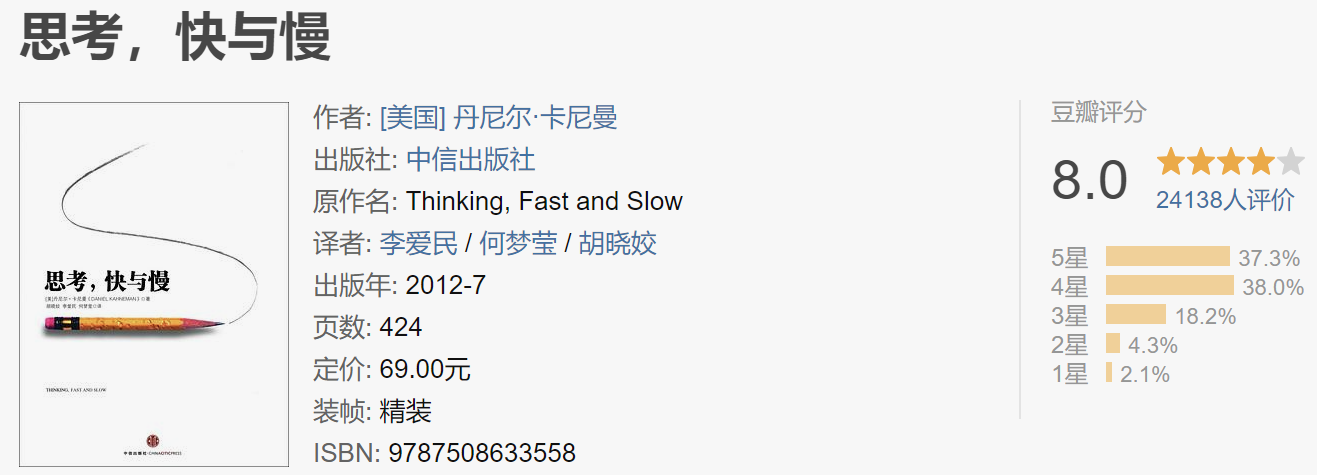 思考，快与慢
思考，快与慢
[美]丹尼尔·卡尼曼（DANIEL KAHNEMAN）◎著
胡晓姣 李爱民 何梦莹◎译
THINKING, FAST AND SLOW
中信出版社·CHINACITICPRESS
作者: [美国] 丹尼尔·卡尼曼
出版社: 中信出版社
原作名: Thinking, Fast and Slow
译者: 李爱民 / 何梦莹 / 胡晓姣
出版年: 2012-7
页数: 424
定价: 69.00元
装帧: 精装
ISBN: 9787508633558
豆瓣评分
8.0
24138人评价
5星 37.3%
4星 38.0%
3星 18.2%
2星 4.3%
1星 2.1%